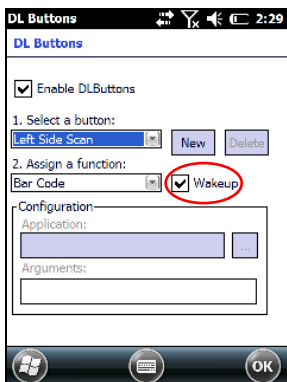 DL Buttons 2:29
DL Buttons
Enable DLButtons
1. Select a button:
Left Side Scan New Delete
2. Assign a function:
Bar Code Wakeup
Configuration
Application:
...
Arguments:
OK